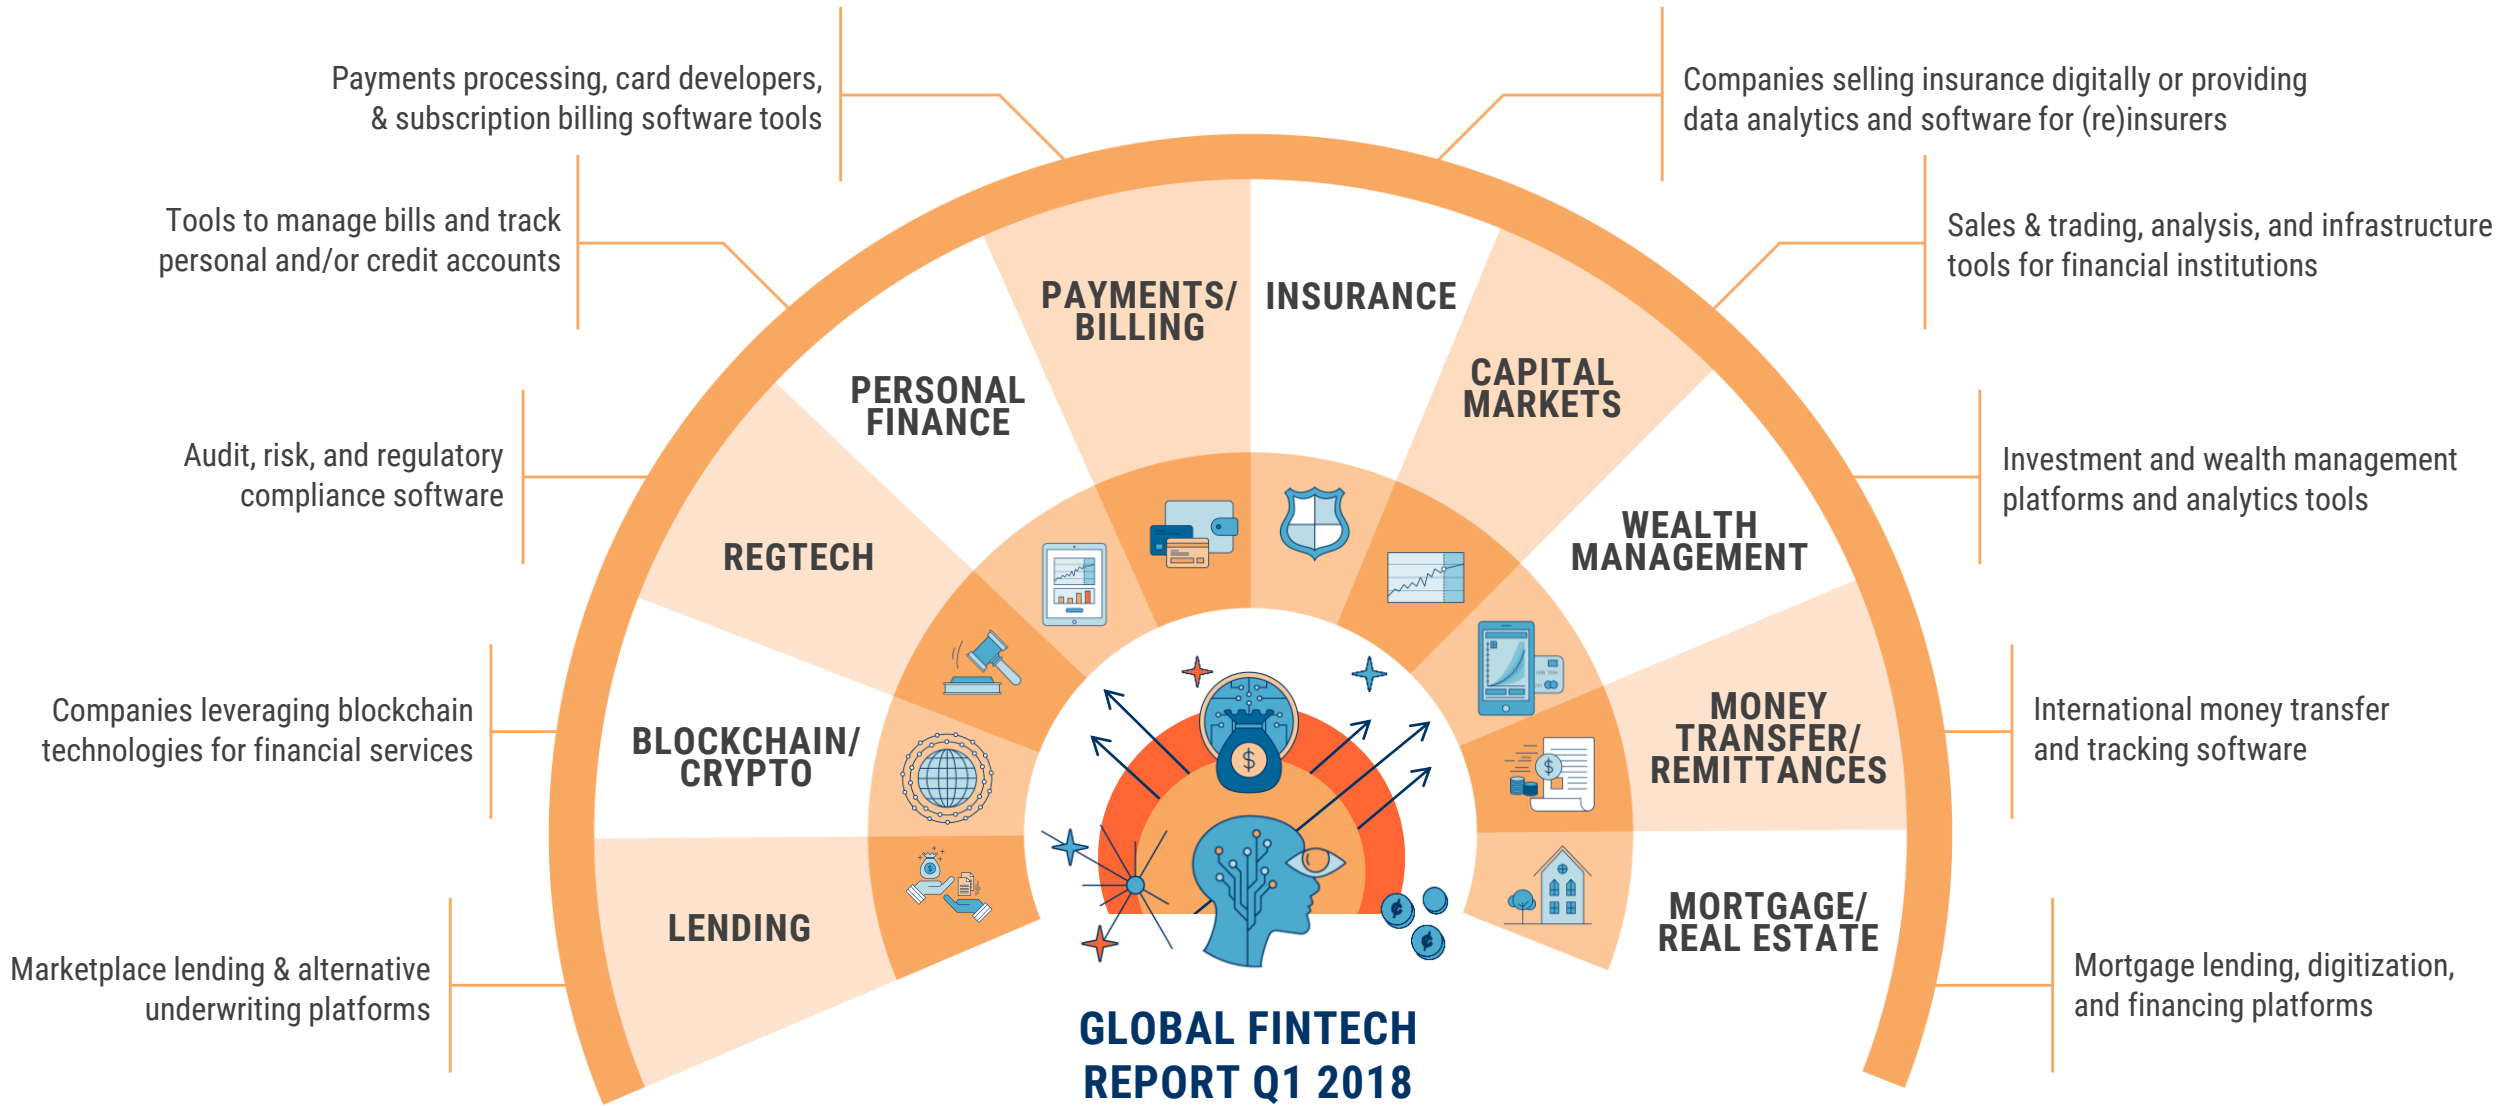 Payments processing, card developers,
& subscription billing software tools
Companies selling insurance digitally or providing
data analytics and software for (re)insurers
Tools to manage bills and track
personal and/or credit accounts
Sales & trading, analysis, and infrastructure
tools for financial institutions
Audit, risk, and regulatory
compliance software
Investment and wealth management
platforms and analytics tools
Companies leveraging blockchain
technologies for financial services
International money transfer
and tracking software
Marketplace lending & alternative
underwriting platforms
Mortgage lending, digitization,
and financing platforms
LENDING
BLOCKCHAIN/
CRYPTO
REGTECH
PERSONAL
FINANCE
PAYMENTS/
BILLING
INSURANCE
CAPITAL
MARKETS
WEALTH
MANAGEMENT
MONEY
TRANSFER/
REMITTANCES
MORTGAGE/
REAL ESTATE
GLOBAL FINTECH
REPORT Q1 2018